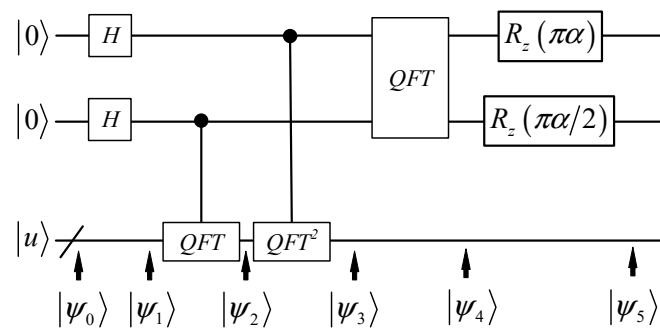 |0⟩ H QFT R_z(πα)
|0⟩ H R_z(πα/2)
|u⟩ QFT QFT²
|ψ₀⟩ |ψ₁⟩ |ψ₂⟩ |ψ₃⟩ |ψ₄⟩ |ψ₅⟩